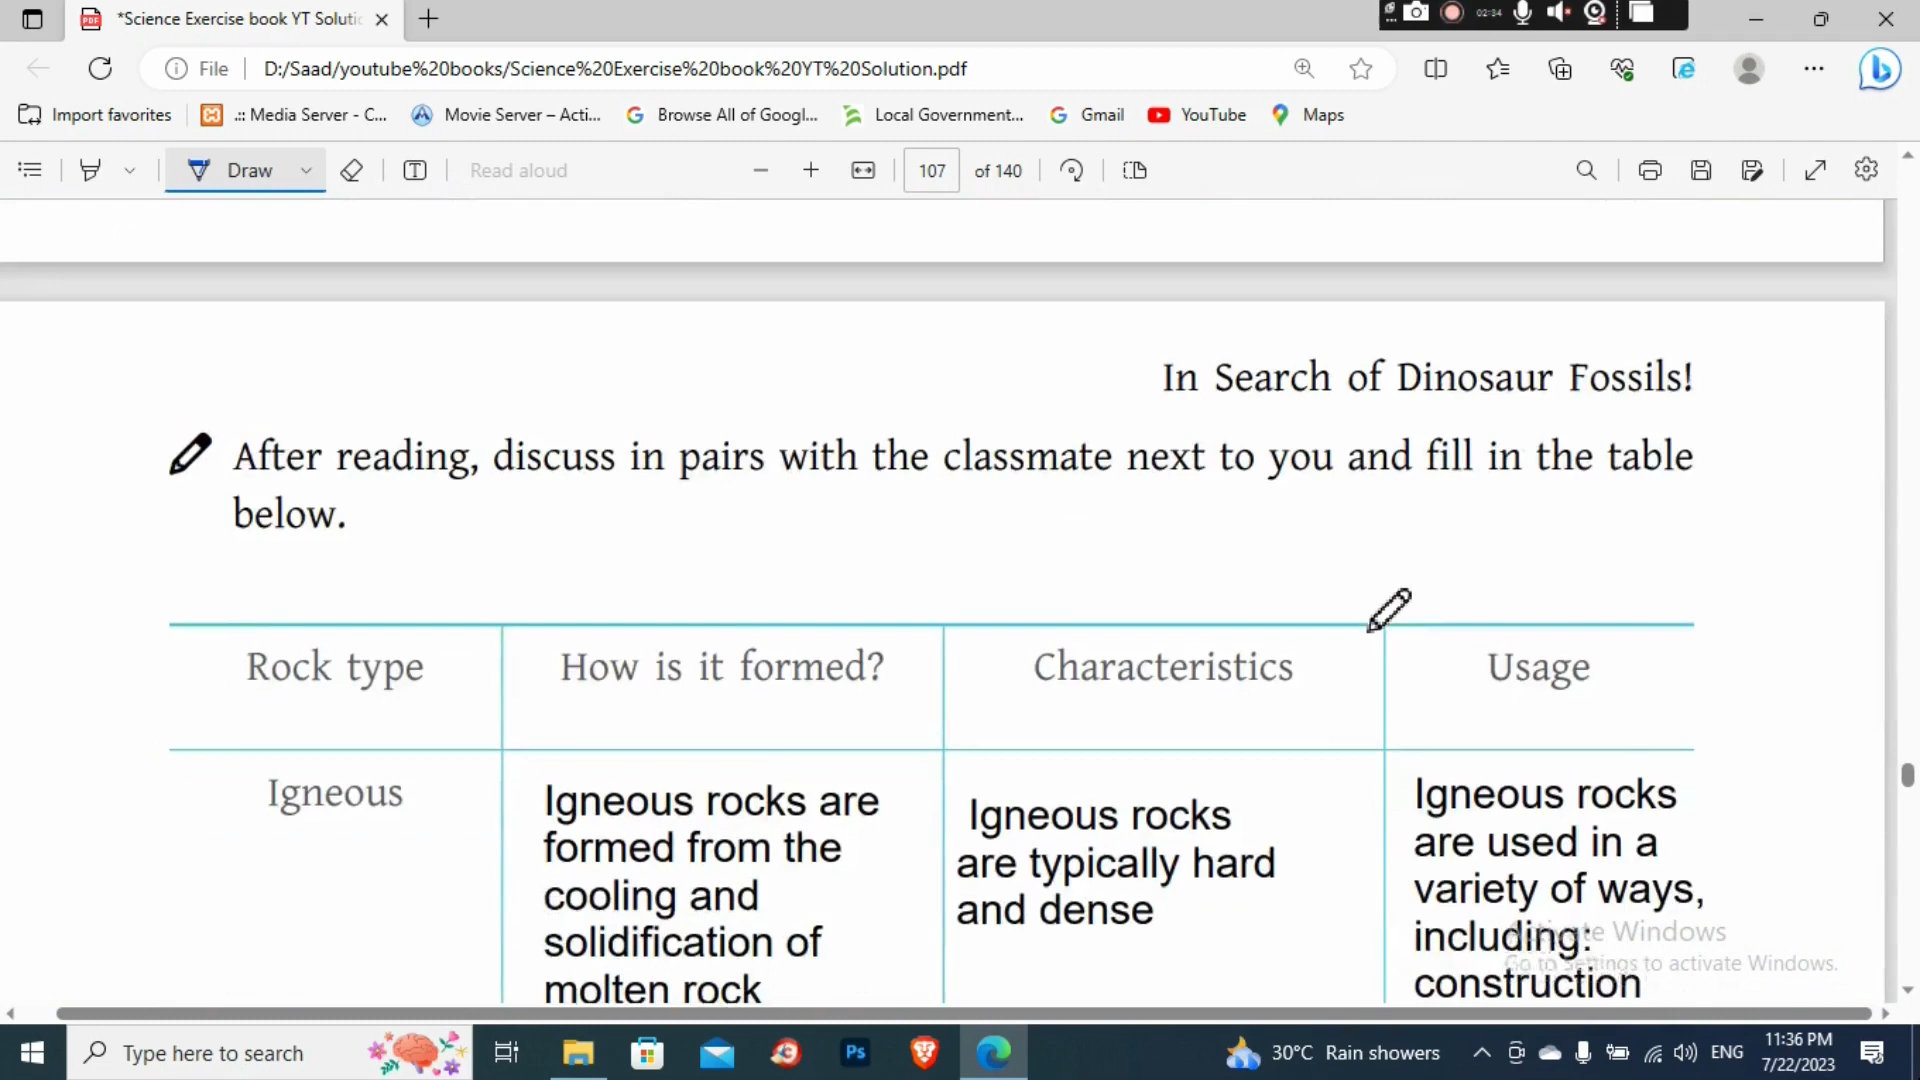 *Science Exercise book YT Soluti
02:34
File
D:/Saad/youtube%20books/Science%20Exercise%20book%20YT%20Solution.pdf
Import favorites
.:: Media Server - C...
Movie Server – Acti...
Browse All of Googl...
Local Government...
Gmail
YouTube
Maps
Draw
Read aloud
107
of 140
In Search of Dinosaur Fossils!
After reading, discuss in pairs with the classmate next to you and fill in the table
below.
Rock type
How is it formed?
Characteristics
Usage
Igneous
Igneous rocks are
formed from the
cooling and
solidification of
molten rock
Igneous rocks
are typically hard
and dense
Igneous rocks
are used in a
variety of ways,
including:
construction
Activate Windows
Go to Settings to activate Windows.
Type here to search
Ps
30°C Rain showers
ENG
11:36 PM
7/22/2023